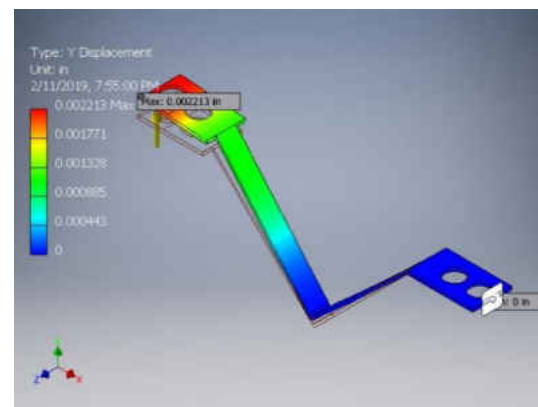 Type: Y Displacement
Unit: in
2/11/2019, 7:55:00 PM
0.002213 Max
Max: 0.002213 in
0.001771
0.001328
0.000885
0.000443
0
: 0 in
Z
X